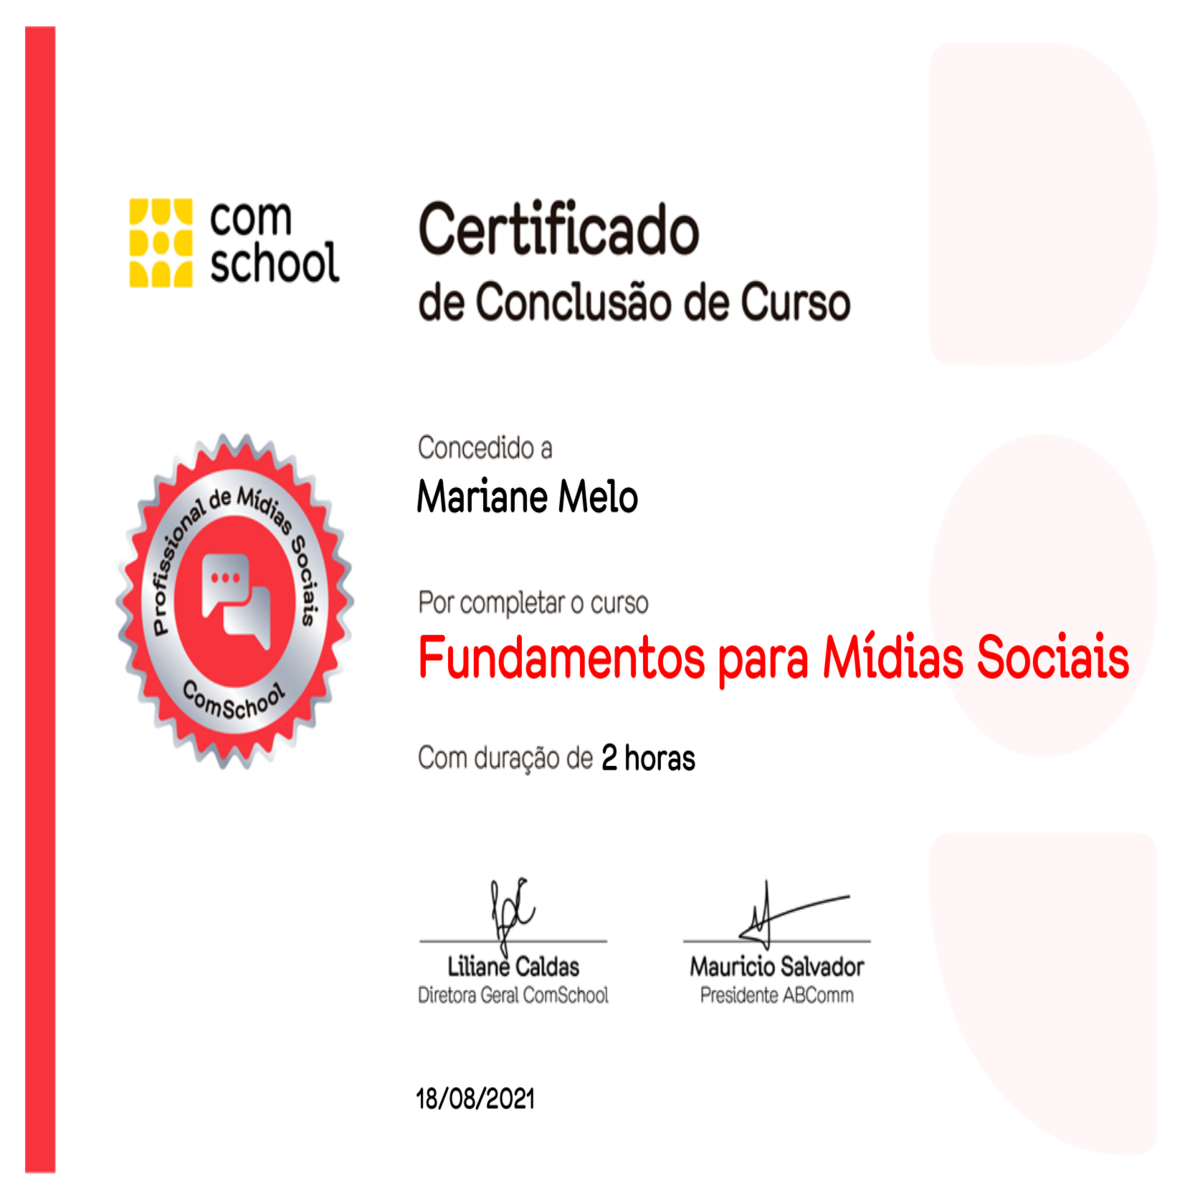 com
school
Certificado
de Conclusão de Curso
Profissional de Mídias Sociais
ComSchool
Concedido a
Mariane Melo
Por completar o curso
Fundamentos para Mídias Sociais
Com duração de 2 horas
Liliane Caldas
Diretora Geral ComSchool
Mauricio Salvador
Presidente ABComm
18/08/2021